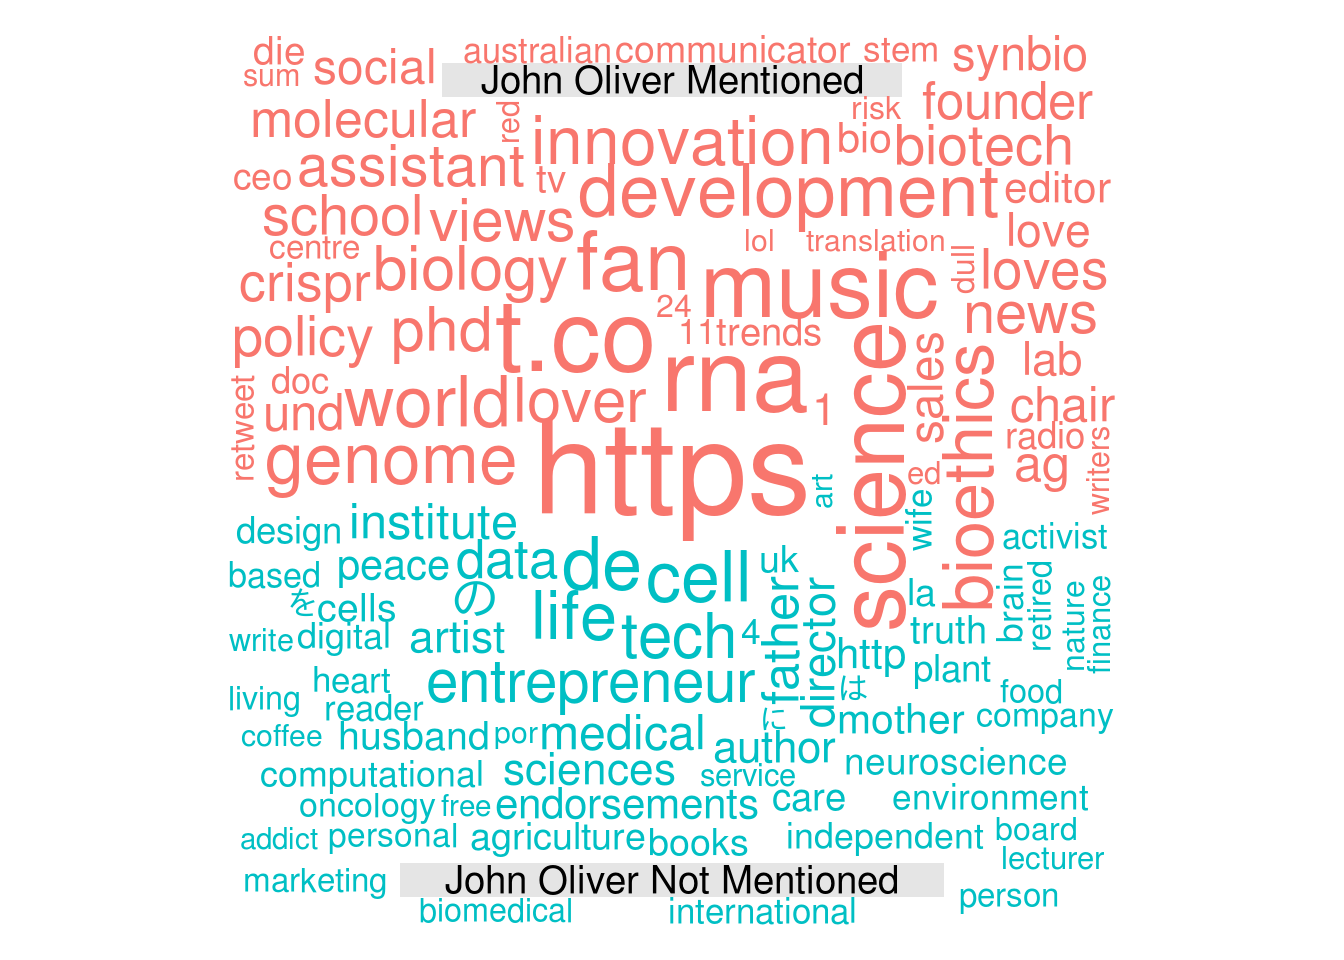 die
sum
social
australian
communicator
stem
synbio
John Oliver Mentioned
molecular
red
risk
founder
innovation
bio
biotech
ceo
assistant
tv
development
editor
school
views
centre
lol
translation
love
crispr
biology
fan
music
dull
loves
24
news
policy
phd
t.co
11
trends
lab
doc
und
world
lover
rna
1
science
sales
bioethics
chair
retweet
radio
genome
https
ed
ag
writers
art
wife
design
institute
activist
based
peace
data
de
cell
uk
を
cells
の
life
father
director
la
brain
retired
nature
finance
write
digital
artist
tech
4
http
truth
plant
living
heart
reader
entrepreneur
に
は
food
coffee
husband
por
medical
author
mother
company
computational
sciences
service
neuroscience
oncology
free
endorsements
care
environment
addict
personal
agriculture
books
independent
board
lecturer
marketing
John Oliver Not Mentioned
person
biomedical
international